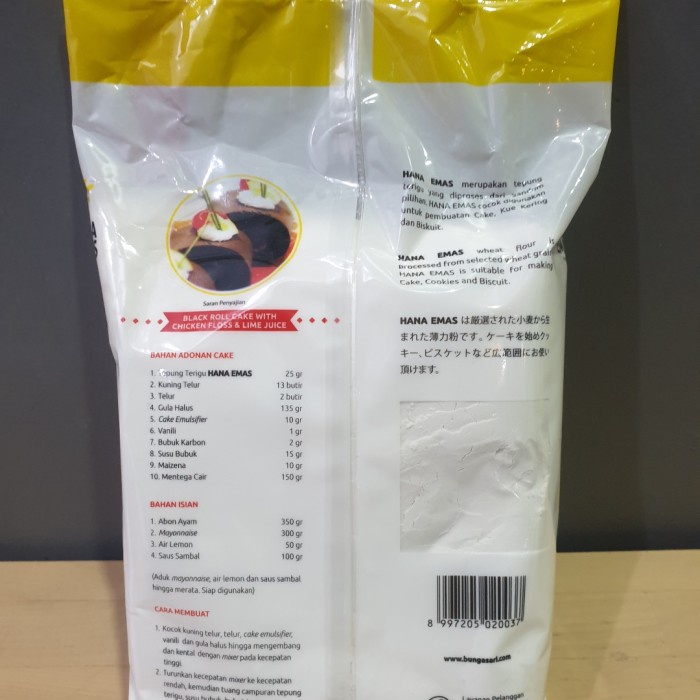 Saran Penyajian
BLACK ROLL CAKE WITH
CHICKEN FLOSS & LIME JUICE
BAHAN ADONAN CAKE
1. Tepung Terigu HANA EMAS 25 gr
2. Kuning Telur 13 butir
3. Telur 2 butir
4. Gula Halus 135 gr
5. Cake Emulsifier 10 gr
6. Vanili 1 gr
7. Bubuk Karbon 2 gr
8. Susu Bubuk 15 gr
9. Maizena 10 gr
10. Mentega Cair 150 gr
BAHAN ISIAN
1. Abon Ayam 350 gr
2. Mayonnaise 300 gr
3. Air Lemon 50 gr
4. Saus Sambal 100 gr
(Aduk mayonnaise, air lemon dan saus sambal
hingga merata. Siap digunakan)
CARA MEMBUAT
1. Kocok kuning telur, telur, cake emulsifier,
vanili dan gula halus hingga mengembang
dan kental dengan mixer pada kecepatan
tinggi.
2. Turunkan kecepatan mixer ke kecepatan
rendah, kemudian tuang campuran tepung
terigu, susu bubuk,
HANA EMAS merupakan tepung
terigu yang diproses dari gandum
pilihan. HANA EMAS cocok digunakan
untuk pembuatan Cake, Kue Kering
dan Biskuit.
HANA EMAS wheat flour is
processed from selected wheat grain
HANA EMAS is suitable for making
Cake, Cookies and Biscuit.
HANA EMAS は厳選された小麦から生
まれた薄力粉です。ケーキを始めクッ
キー、ビスケットなど広範囲にお使い
頂けます。
8 997205 020037
www.bungasari.com
Layanan Pelanggan